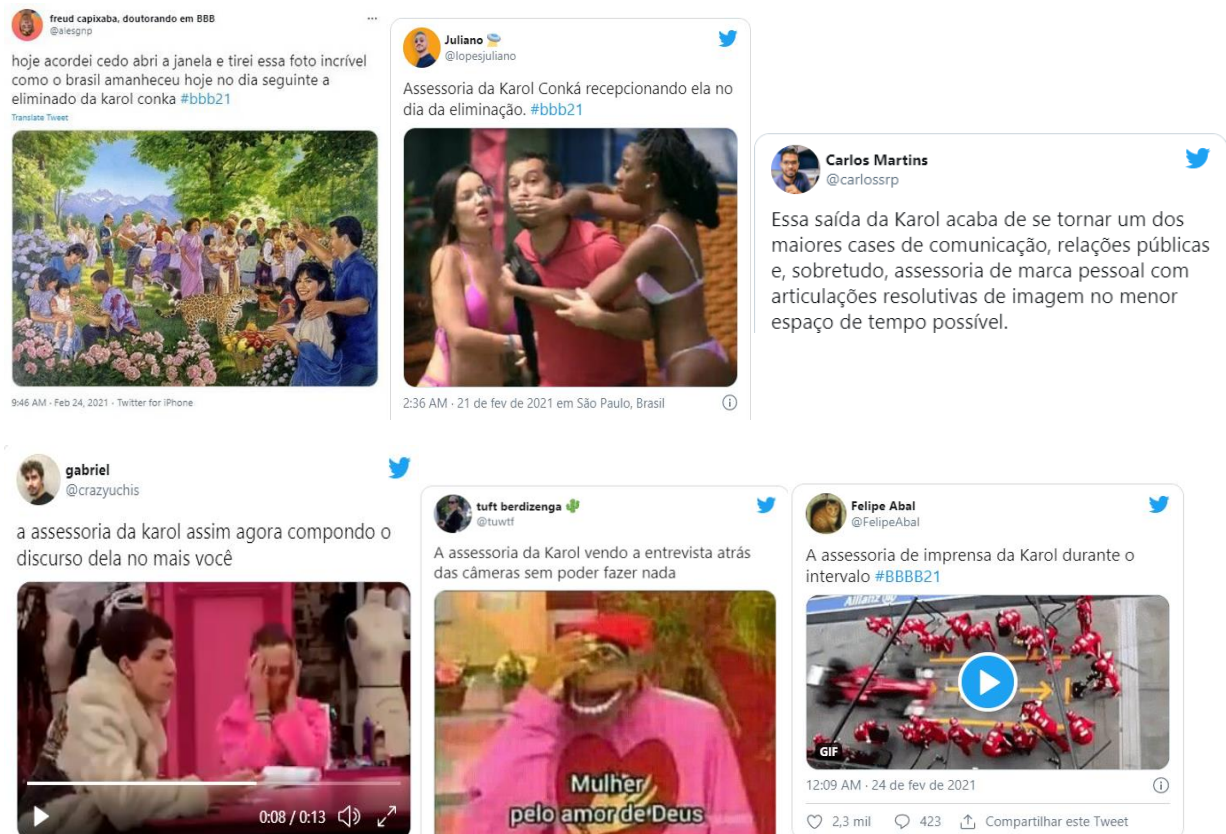 freud capixaba, doutorando em BBB
@alesgnp
hoje acordei cedo abri a janela e tirei essa foto incrível
como o brasil amanheceu hoje no dia seguinte a
eliminado da karol conka #bbb21
Translate Tweet
9:46 AM · Feb 24, 2021 · Twitter for iPhone
Juliano
@lopesjuliano
Assessoria da Karol Conká recepcionando ela no
dia da eliminação. #bbb21
2:36 AM · 21 de fev de 2021 em São Paulo, Brasil
Carlos Martins
@carlossrp
Essa saída da Karol acaba de se tornar um dos
maiores cases de comunicação, relações públicas
e, sobretudo, assessoria de marca pessoal com
articulações resolutivas de imagem no menor
espaço de tempo possível.
gabriel
@crazyuchis
a assessoria da karol assim agora compondo o
discurso dela no mais você
0:08 / 0:13
tuft berdizenga
@tuwtf
A assessoria da Karol vendo a entrevista atrás
das câmeras sem poder fazer nada
Mulher
pelo amor de Deus
Felipe Abal
@FelipeAbal
A assessoria de imprensa da Karol durante o
intervalo #BBBB21
Allianz
GIF
12:09 AM · 24 de fev de 2021
2,3 mil 423 Compartilhar este Tweet